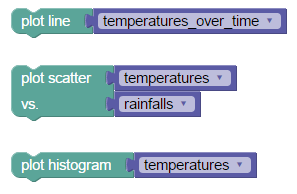 plot line temperatures_over_time
plot scatter temperatures
vs. rainfalls
plot histogram temperatures